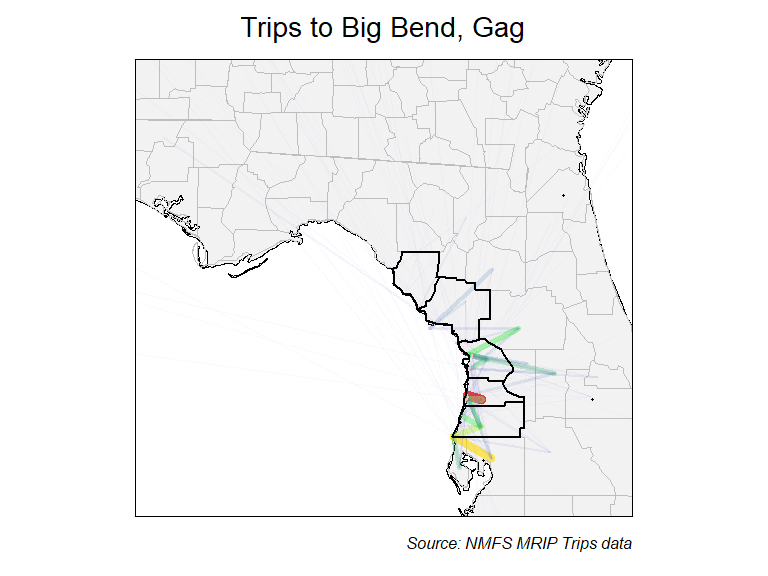 Trips to Big Bend, Gag
Source: NMFS MRIP Trips data